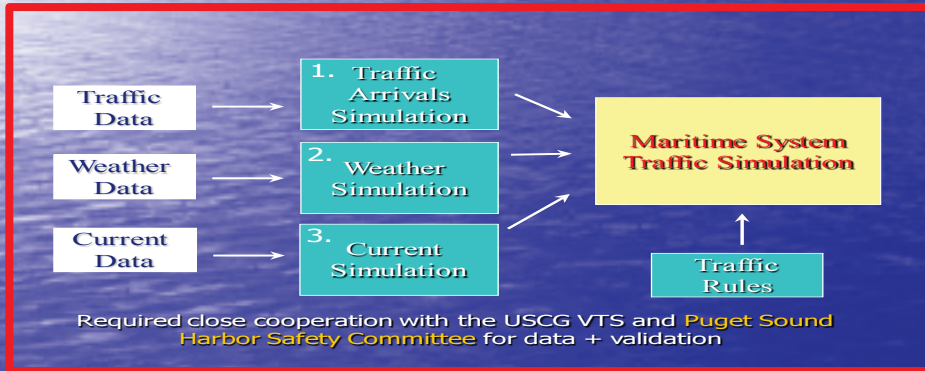 Traffic
Data
1. Traffic
Arrivals
Simulation
Weather
Data
2. Weather
Simulation
Current
Data
3. Current
Simulation
Maritime System
Traffic Simulation
Traffic
Rules
Required close cooperation with the USCG VTS and Puget Sound
Harbor Safety Committee for data + validation